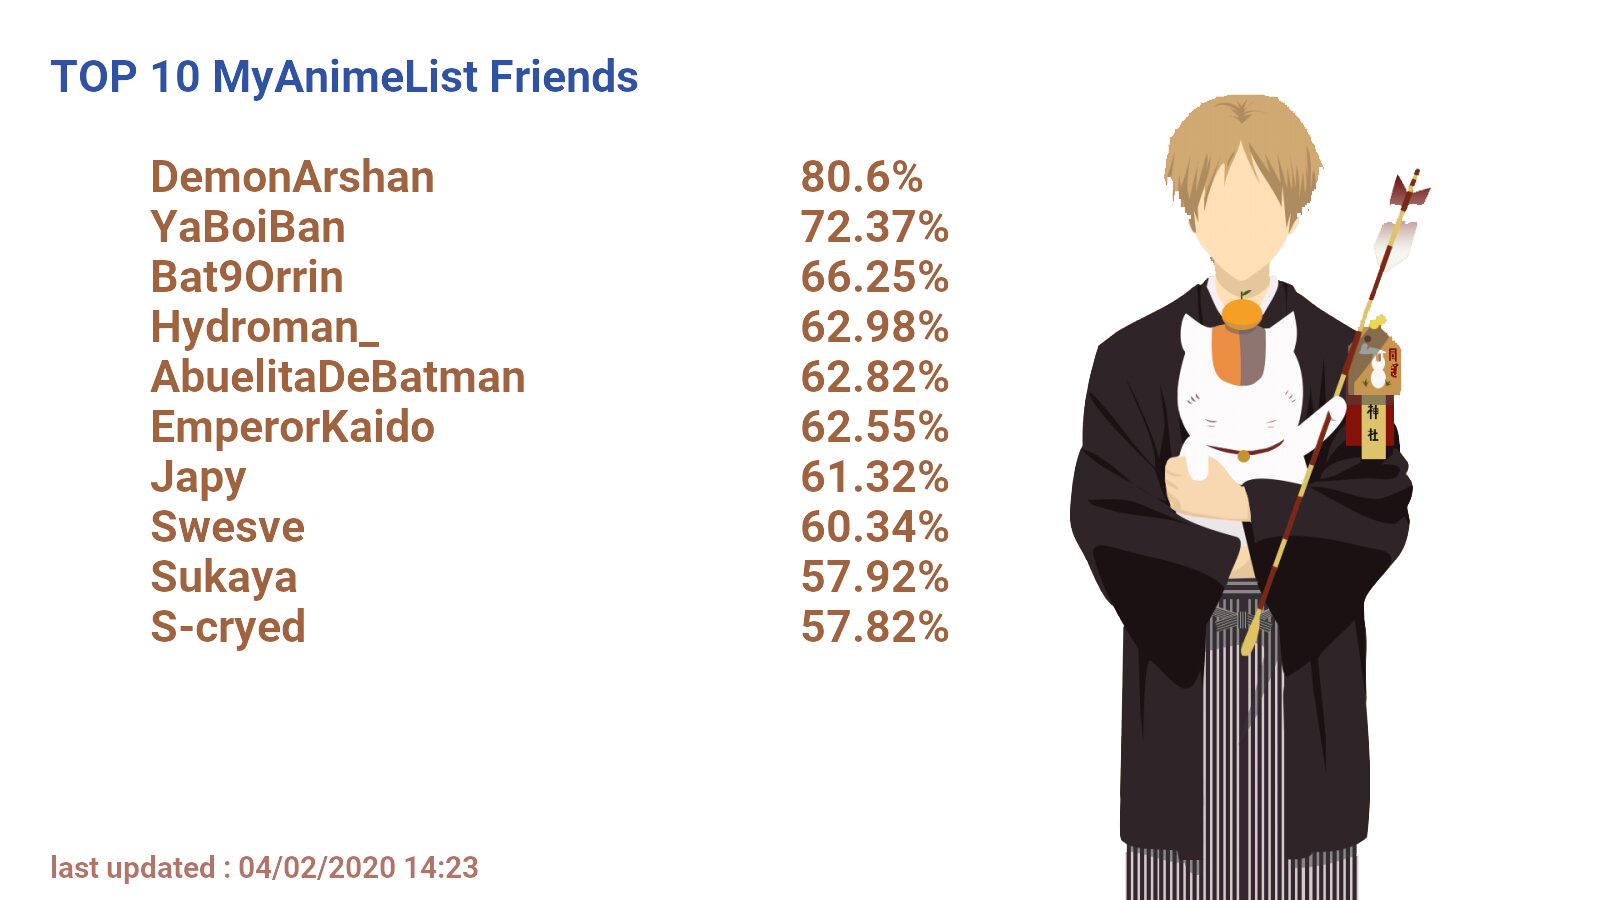 TOP 10 MyAnimeList Friends
DemonArshan 80.6%
YaBoiBan 72.37%
Bat9Orrin 66.25%
Hydroman_ 62.98%
AbuelitaDeBatman 62.82%
EmperorKaido 62.55%
Japy 61.32%
Swesve 60.34%
Sukaya 57.92%
S-cryed 57.82%
神
社
last updated : 04/02/2020 14:23